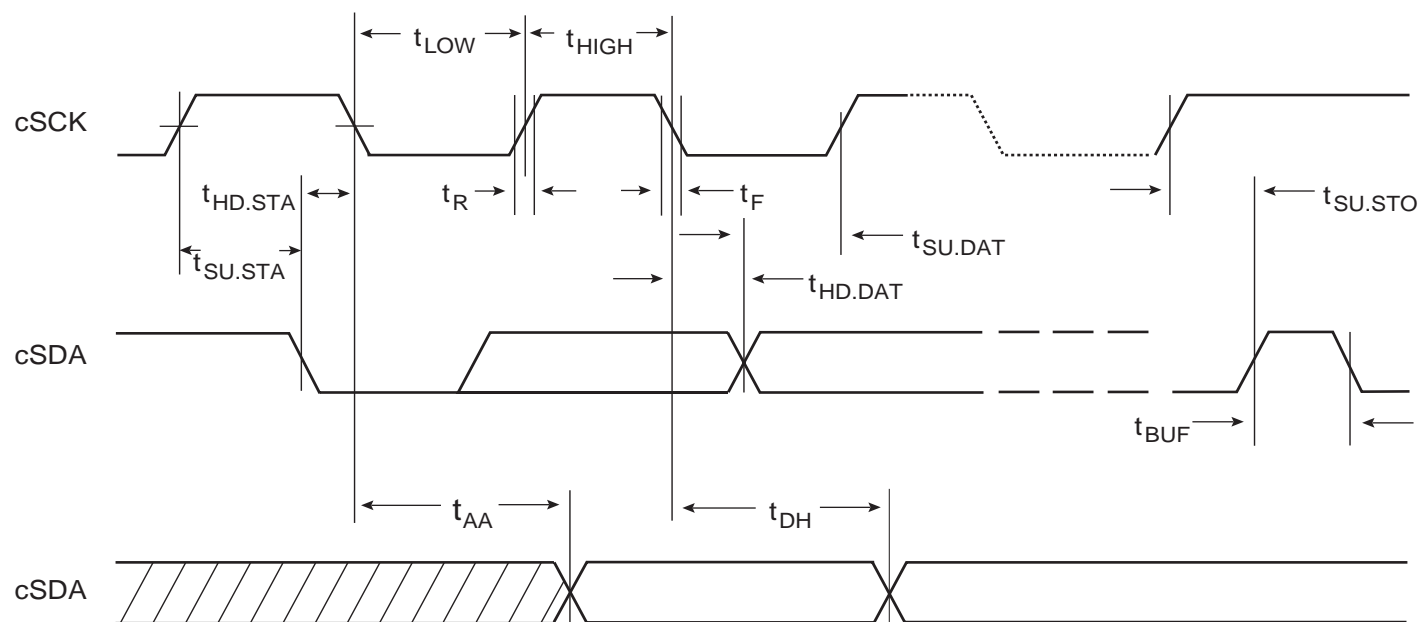 tLOW
tHIGH
cSCK
tHD.STA
tR
tF
tSU.STO
tSU.STA
tSU.DAT
tHD.DAT
cSDA
tBUF
tAA
tDH
cSDA